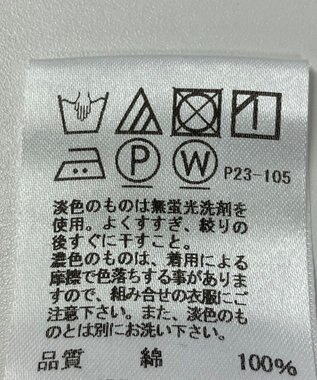 P
W
P23-105
淡色のものは無蛍光洗剤を
使用。よくすすぎ、絞りの
後すぐに干すこと。
濃色のものは、着用による
摩擦で色落ちする事がありま
すので、組み合せの衣服にご
注意下さい。また、淡色のも
のとは別にお洗い下さい。
品質 綿 100%